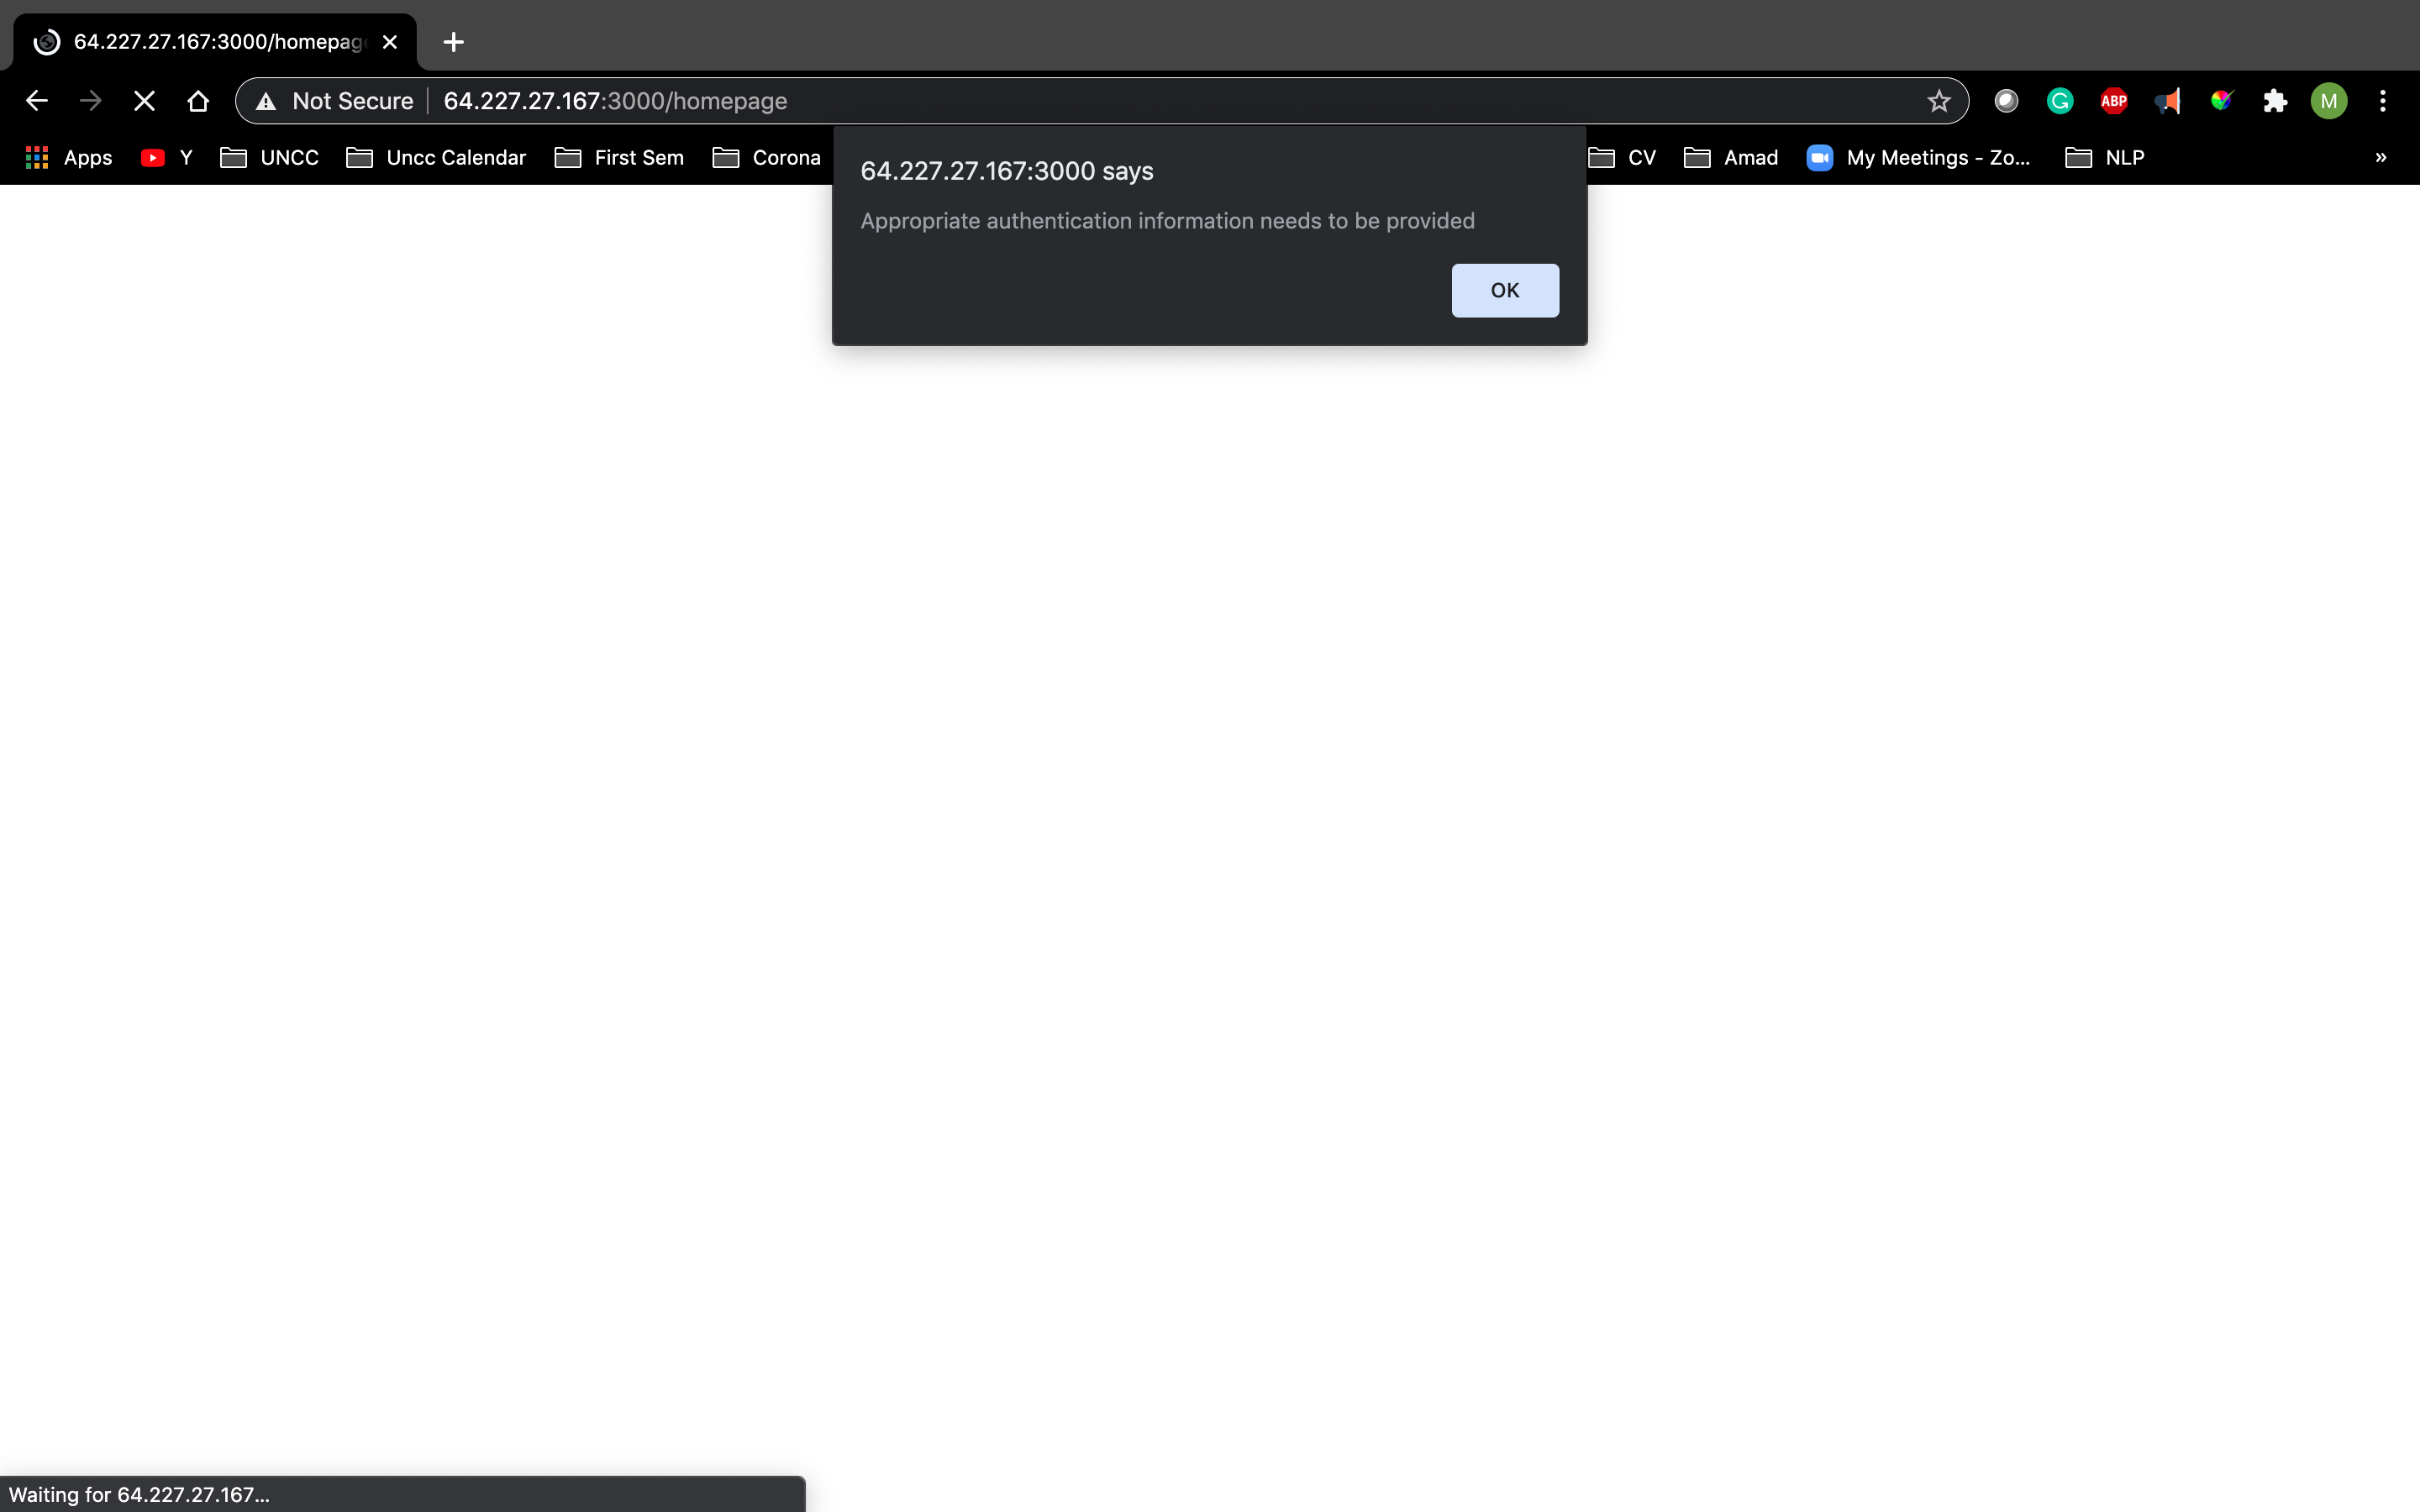 64.227.27.167:3000/homepage
Not Secure 64.227.27.167:3000/homepage
ABP
M
Apps Y UNCC Uncc Calendar First Sem Corona CV Amad My Meetings - Zo... NLP »
64.227.27.167:3000 says
Appropriate authentication information needs to be provided
OK
Waiting for 64.227.27.167...